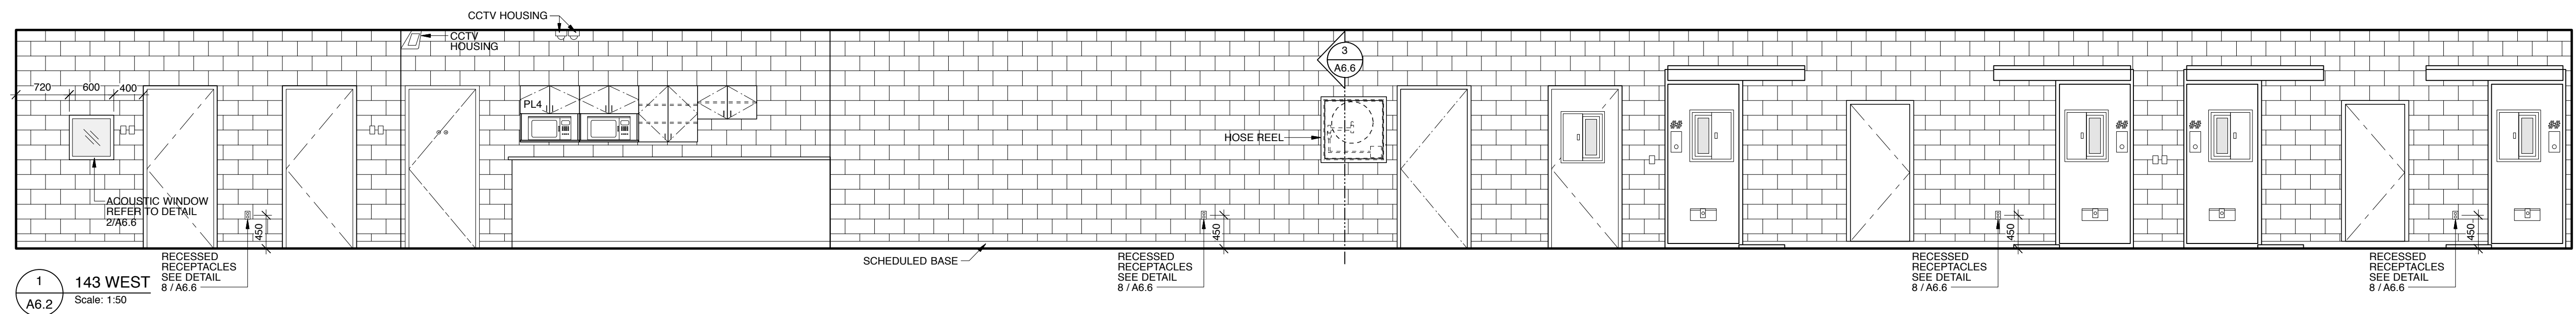 CCTV HOUSING
CCTV
HOUSING
3
A6.6
720
600
400
PL4
HOSE REEL
##
##
##
##
ACOUSTIC WINDOW
REFER TO DETAIL
2/A6.6
450
450
450
450
SCHEDULED BASE
RECESSED
RECEPTACLES
SEE DETAIL
8 / A6.6
RECESSED
RECEPTACLES
SEE DETAIL
8 / A6.6
RECESSED
RECEPTACLES
SEE DETAIL
8 / A6.6
RECESSED
RECEPTACLES
SEE DETAIL
8 / A6.6
1
A6.2
143 WEST
Scale: 1:50